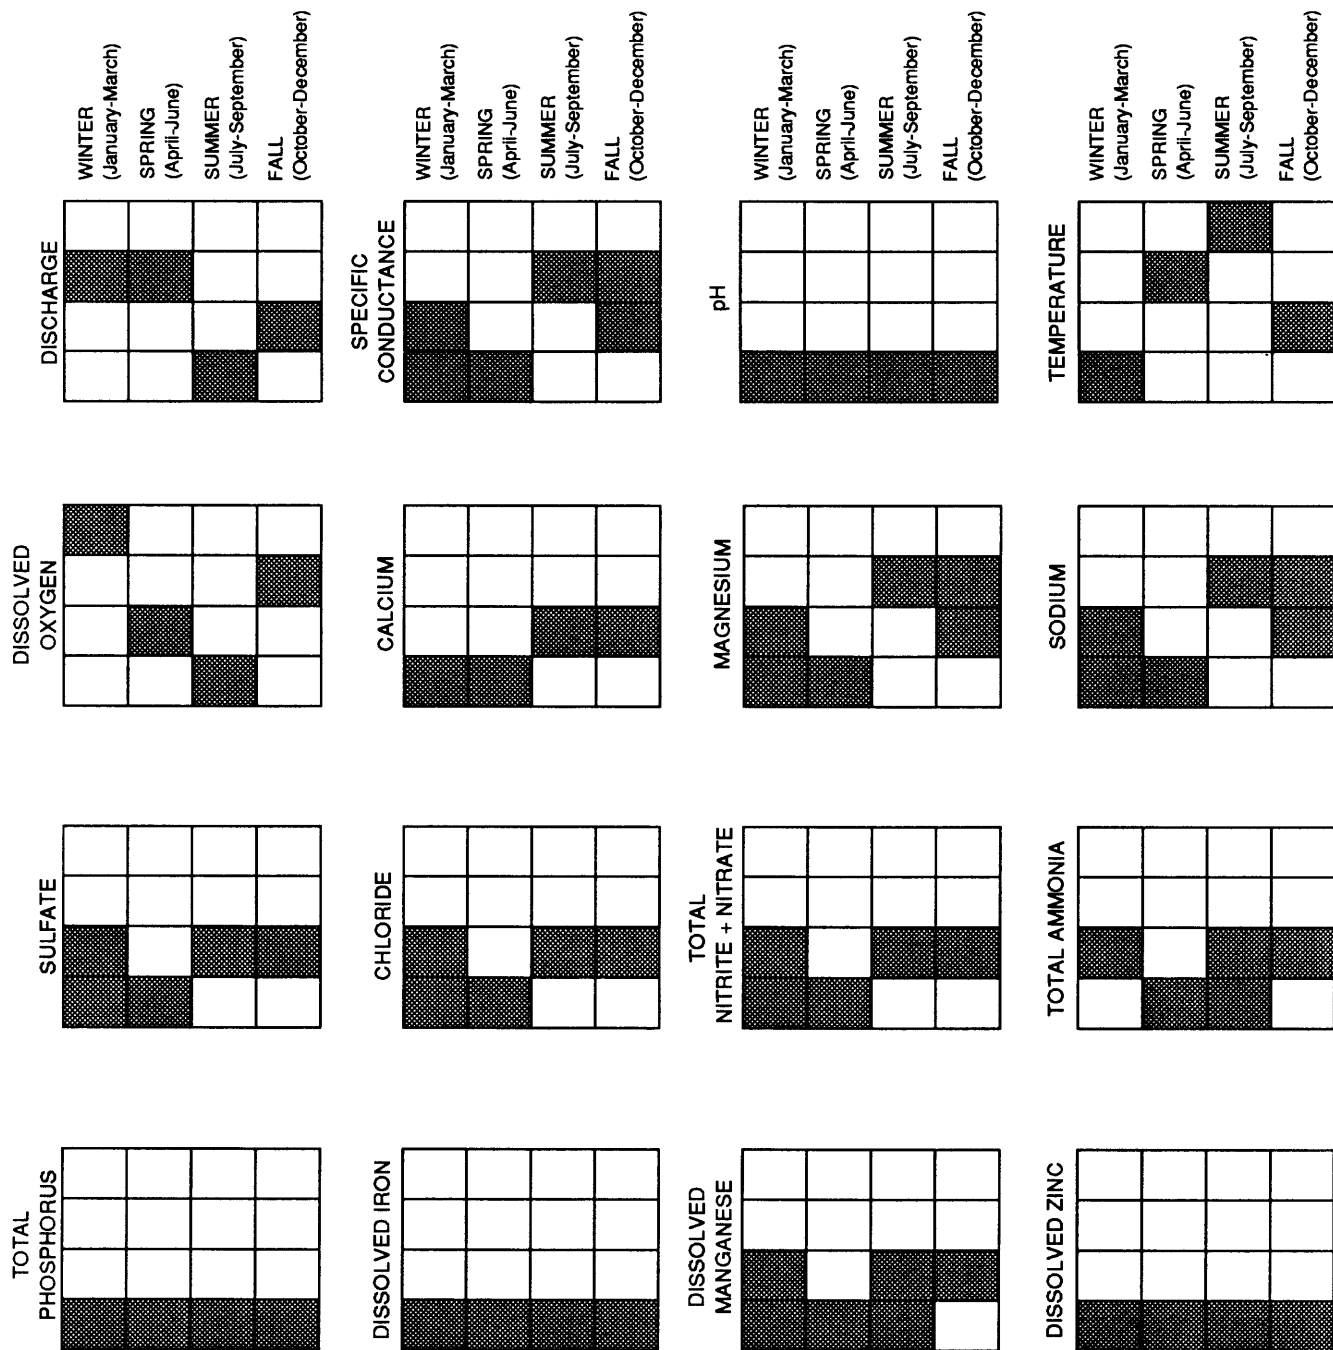 WINTER
(January-March)
SPRING
(April-June)
SUMMER
(July-September)
FALL
(October-December)
WINTER
(January-March)
SPRING
(April-June)
SUMMER
(July-September)
FALL
(October-December)
WINTER
(January-March)
SPRING
(April-June)
SUMMER
(July-September)
FALL
(October-December)
WINTER
(January-March)
SPRING
(April-June)
SUMMER
(July-September)
FALL
(October-December)
DISCHARGE
SPECIFIC
CONDUCTANCE
pH
TEMPERATURE
DISSOLVED
OXYGEN
CALCIUM
MAGNESIUM
SODIUM
SULFATE
CHLORIDE
TOTAL
NITRITE + NITRATE
TOTAL AMMONIA
TOTAL
PHOSPHORUS
DISSOLVED IRON
DISSOLVED
MANGANESE
DISSOLVED ZINC